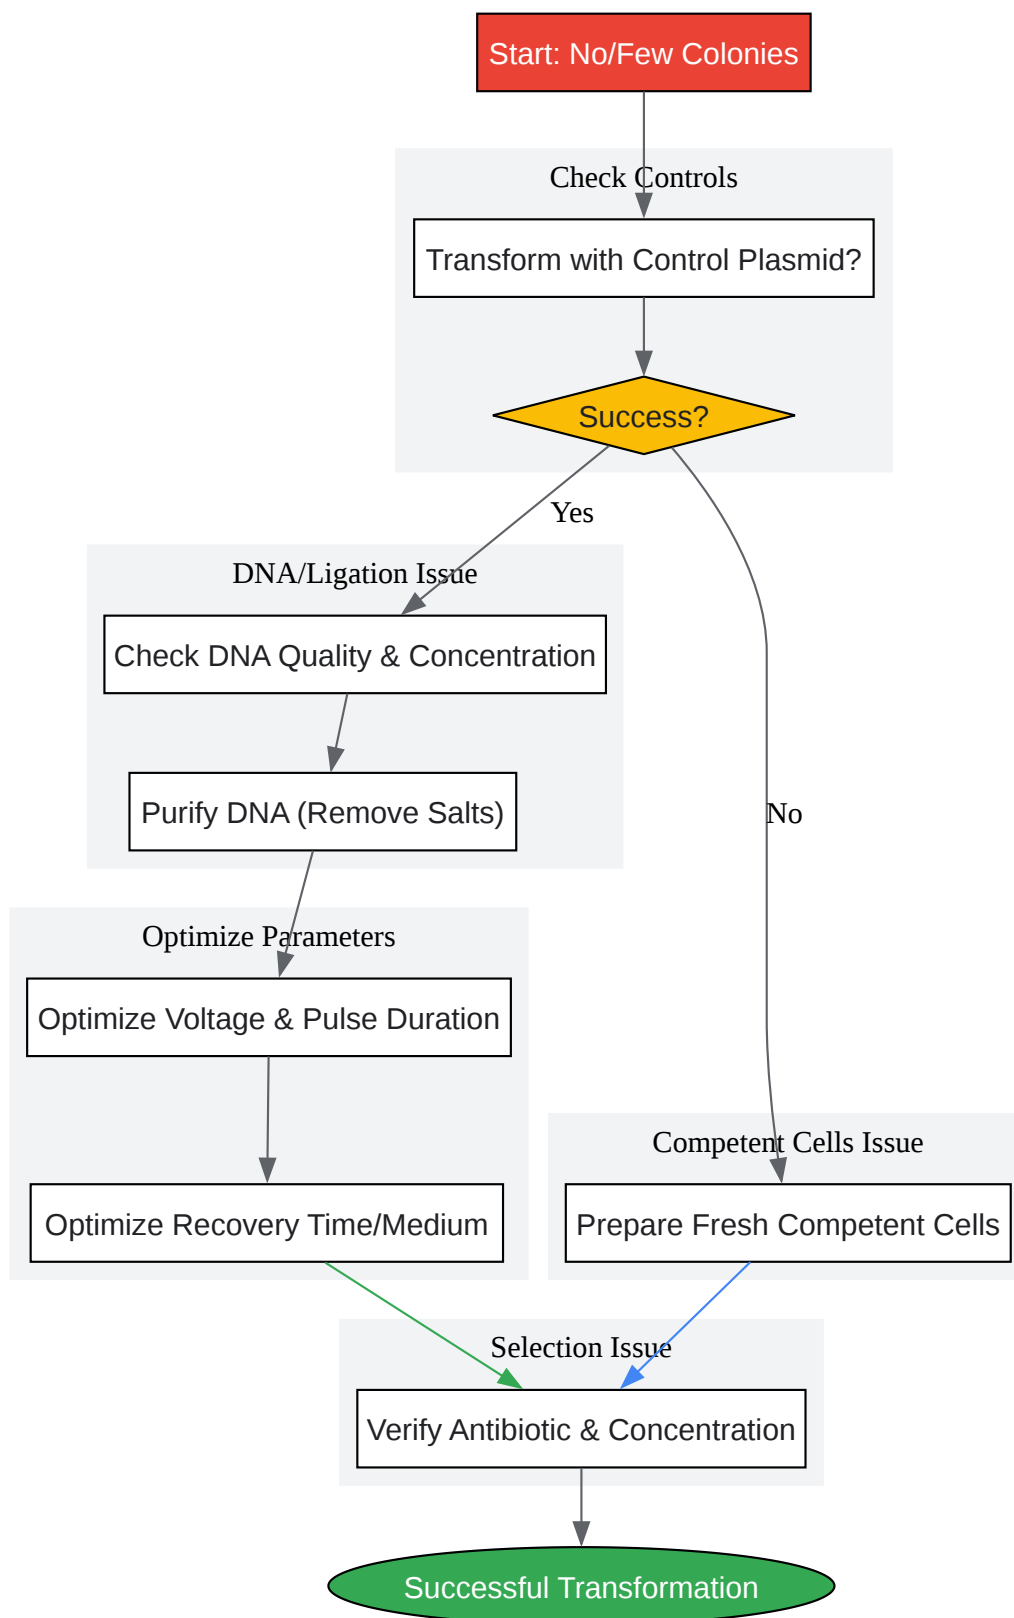 Start: No/Few Colonies
Check Controls
Transform with Control Plasmid?
Success?
Yes
DNA/Ligation Issue
Check DNA Quality & Concentration
Purify DNA (Remove Salts)
No
Optimize Parameters
Optimize Voltage & Pulse Duration
Competent Cells Issue
Optimize Recovery Time/Medium
Prepare Fresh Competent Cells
Selection Issue
Verify Antibiotic & Concentration
Successful Transformation